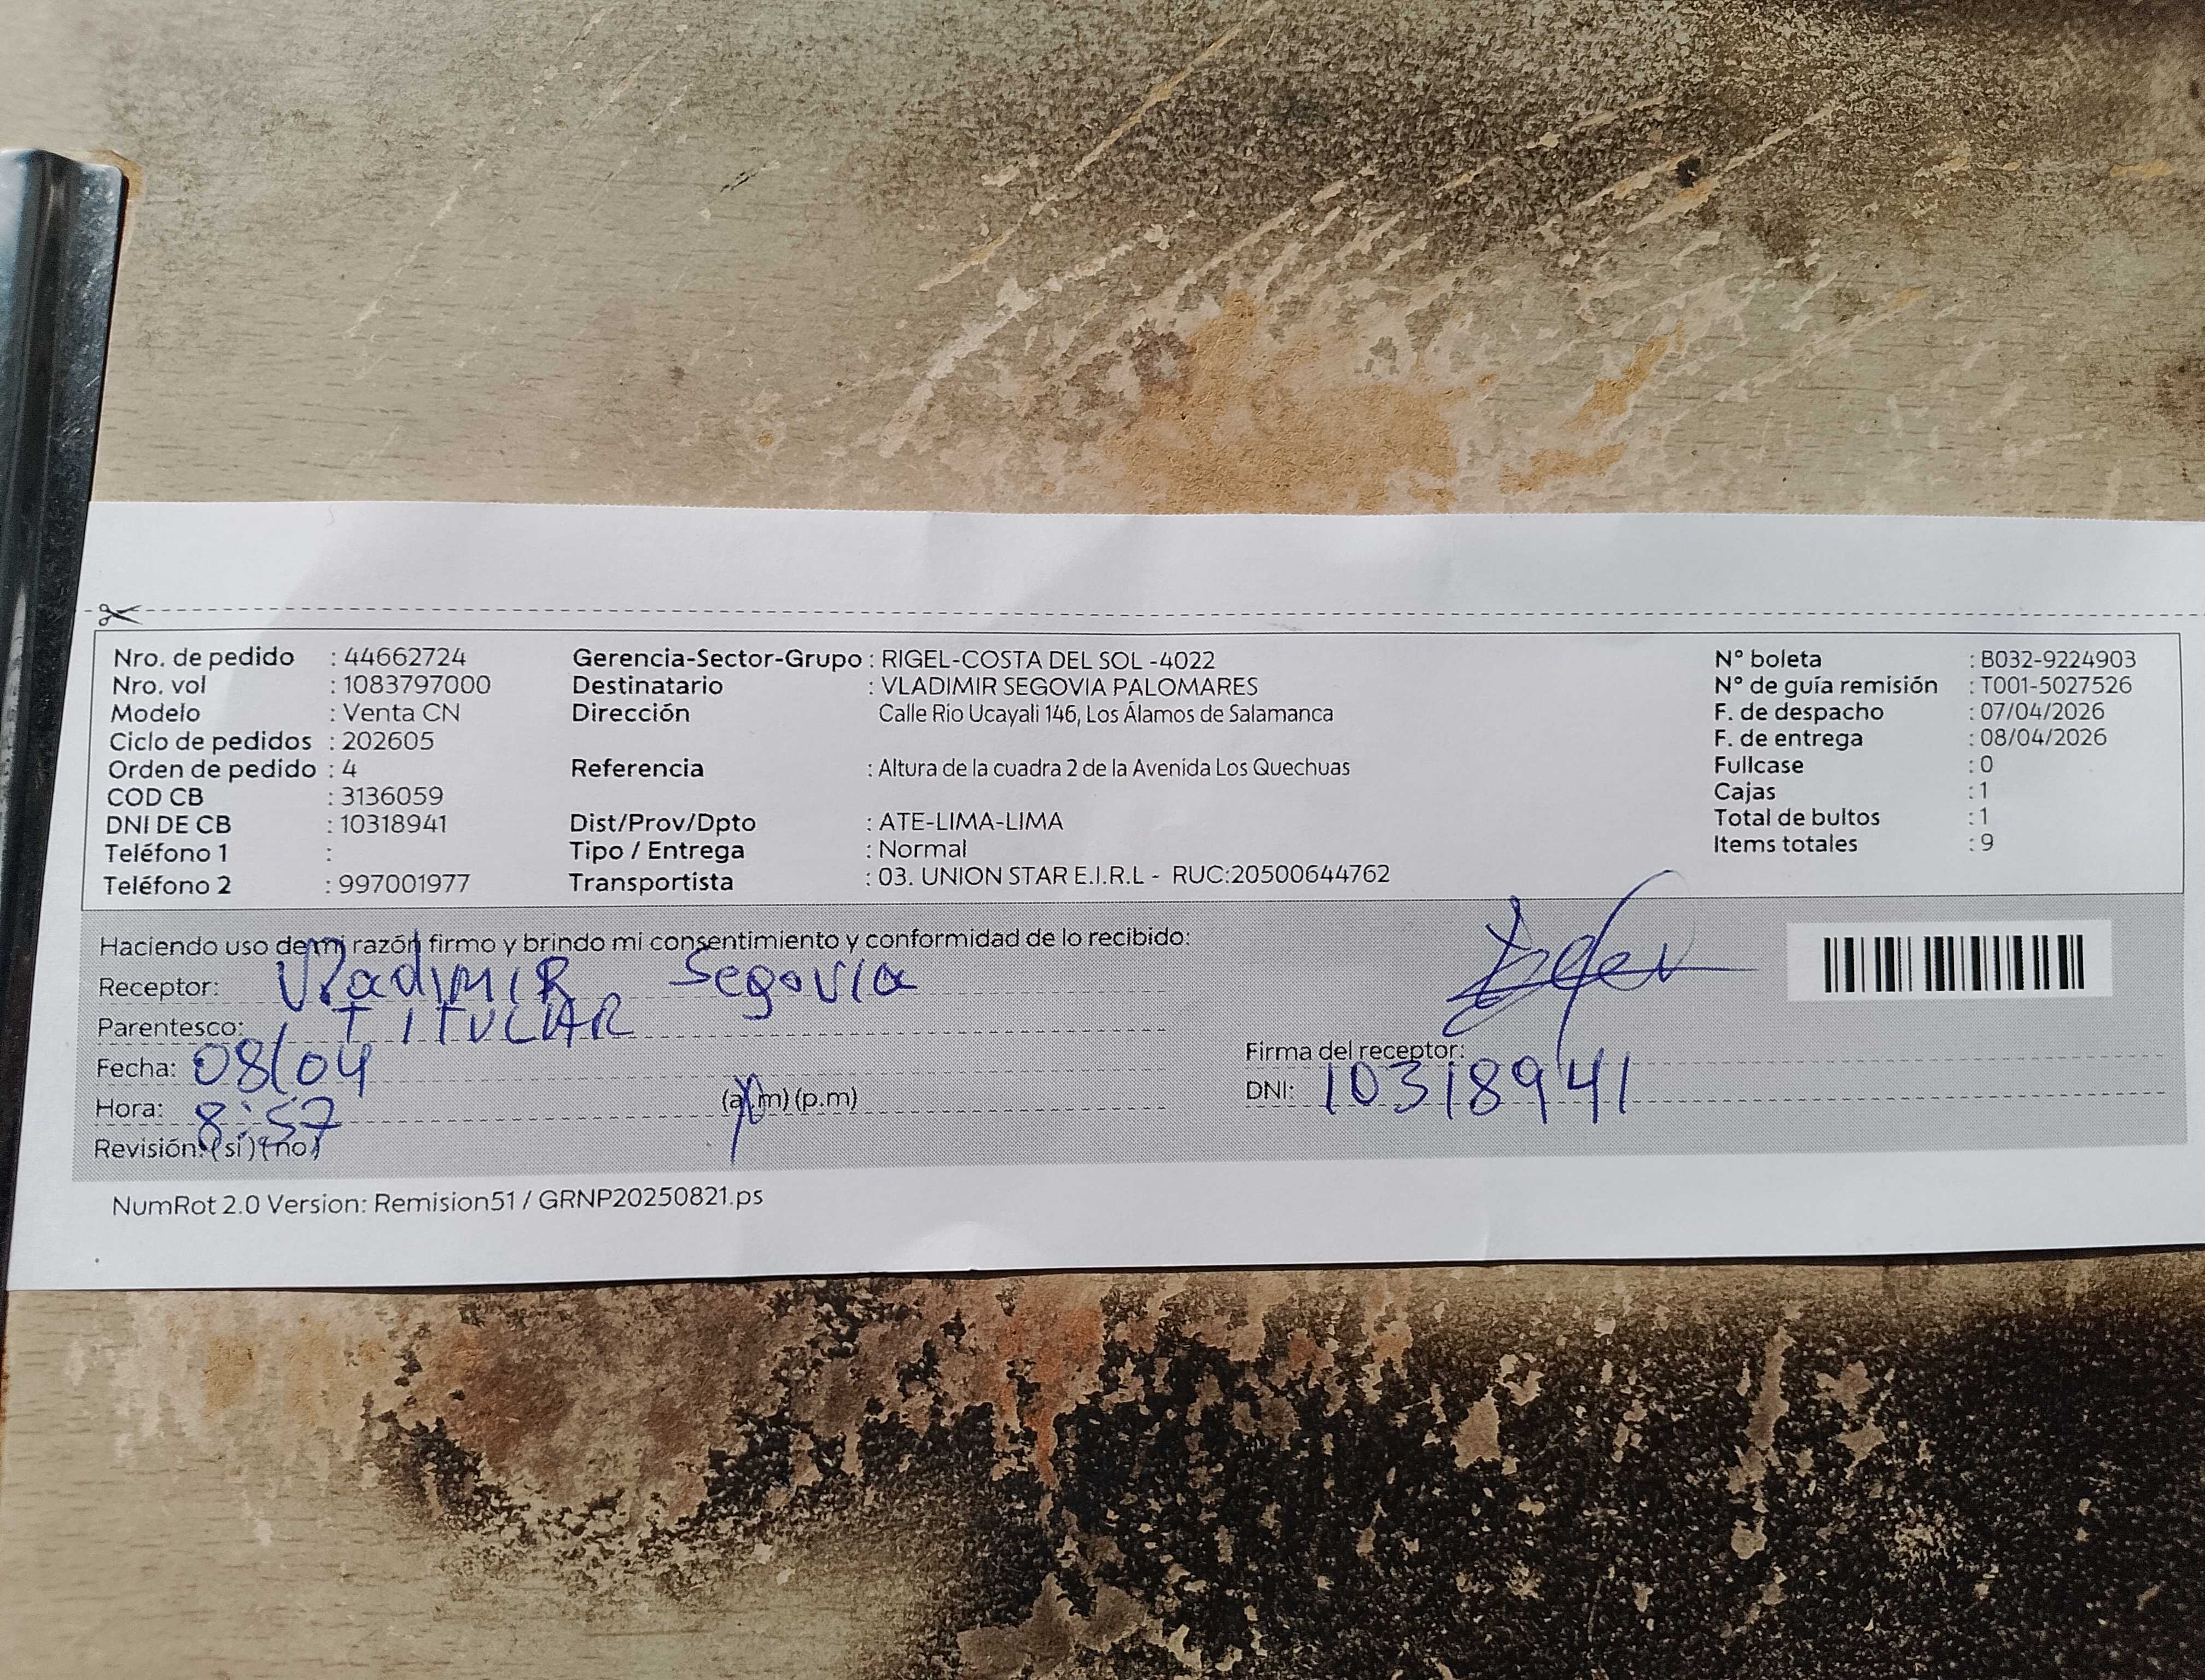 Nro. de pedido : 44662724 Gerencia-Sector-Grupo : RIGEL-COSTA DEL SOL -4022 N° boleta : B032-9224903
Nro. vol : 1083797000 Destinatario : VLADIMIR SEGOVIA PALOMARES N° de guía remisión : T001-5027526
Modelo : Venta CN Dirección Calle Rio Ucayali 146, Los Álamos de Salamanca F. de despacho : 07/04/2026
Ciclo de pedidos : 202605 F. de entrega : 08/04/2026
Orden de pedido : 4 Referencia : Altura de la cuadra 2 de la Avenida Los Quechuas Fullcase : 0
COD CB : 3136059 Cajas : 1
DNI DE CB : 10318941 Dist/Prov/Dpto : ATE-LIMA-LIMA Total de bultos : 1
Teléfono 1 : Tipo / Entrega : Normal Items totales : 9
Teléfono 2 : 997001977 Transportista : 03. UNION STAR E.I.R.L - RUC:20500644762
Haciendo uso de mi razón firmo y brindo mi consentimiento y conformidad de lo recibido:
Receptor: Vladimir Segovia
Parentesco: TITULAR
Fecha: 08/04 Firma del receptor:
Hora: 8:57 (a.m) (p.m) DNI: 10318941
Revisión: (si) (no)
NumRot 2.0 Version: Remision51 / GRNP20250821.ps